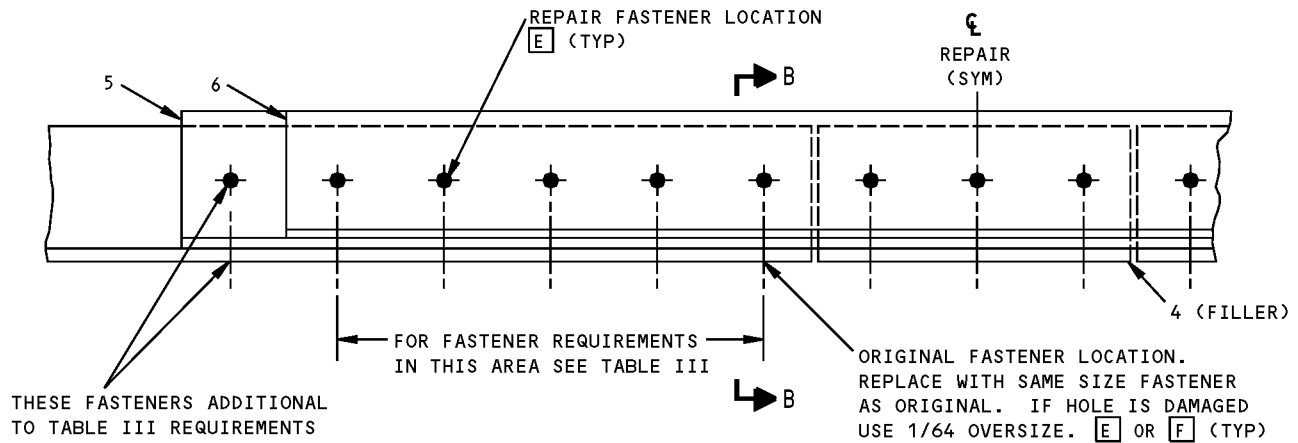 REPAIR FASTENER LOCATION
E (TYP)
℄
REPAIR
(SYM)
B
5
6
4 (FILLER)
FOR FASTENER REQUIREMENTS
IN THIS AREA SEE TABLE III
B
THESE FASTENERS ADDITIONAL
TO TABLE III REQUIREMENTS
ORIGINAL FASTENER LOCATION.
REPLACE WITH SAME SIZE FASTENER
AS ORIGINAL. IF HOLE IS DAMAGED
USE 1/64 OVERSIZE. E OR F (TYP)